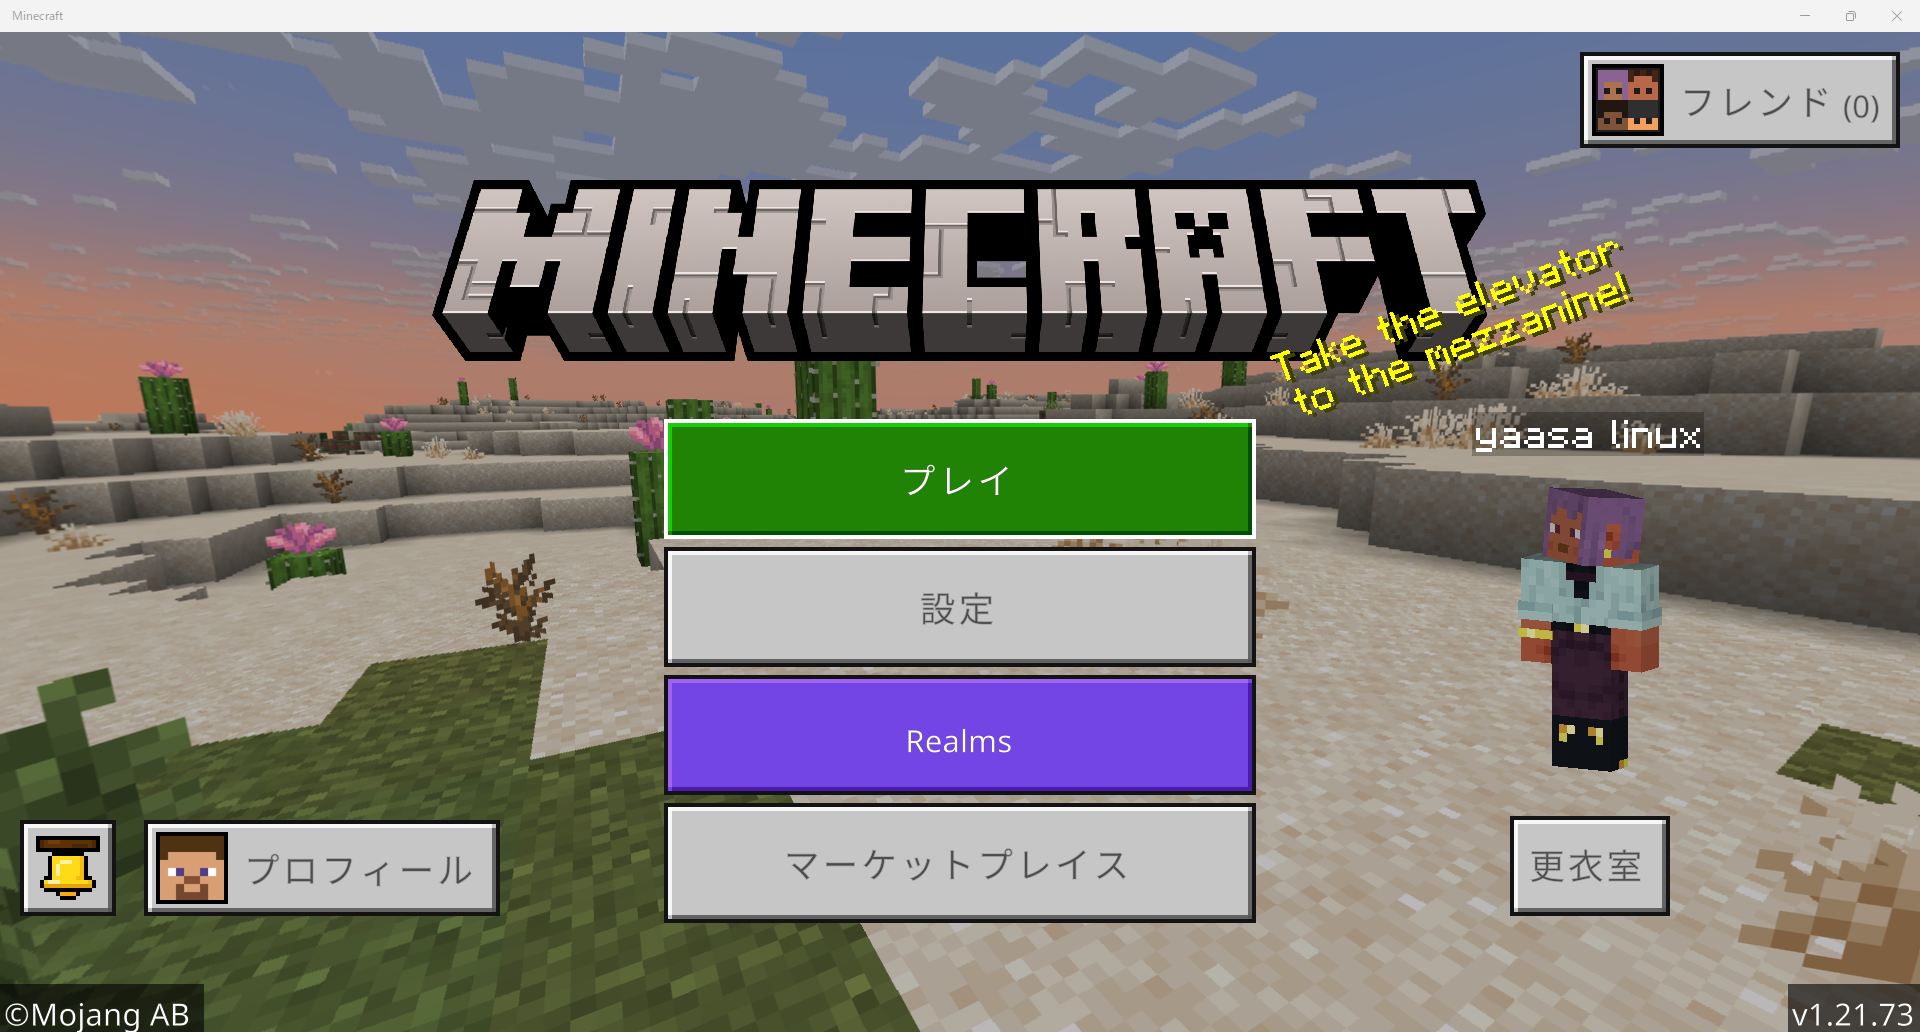 Minecraft
フレンド (0)
MINECRAFT
Take the elevator
to the mezzanine!
yaasa linux
プレイ
設定
Realms
マーケットプレイス
プロフィール
更衣室
©Mojang AB
v1.21.73